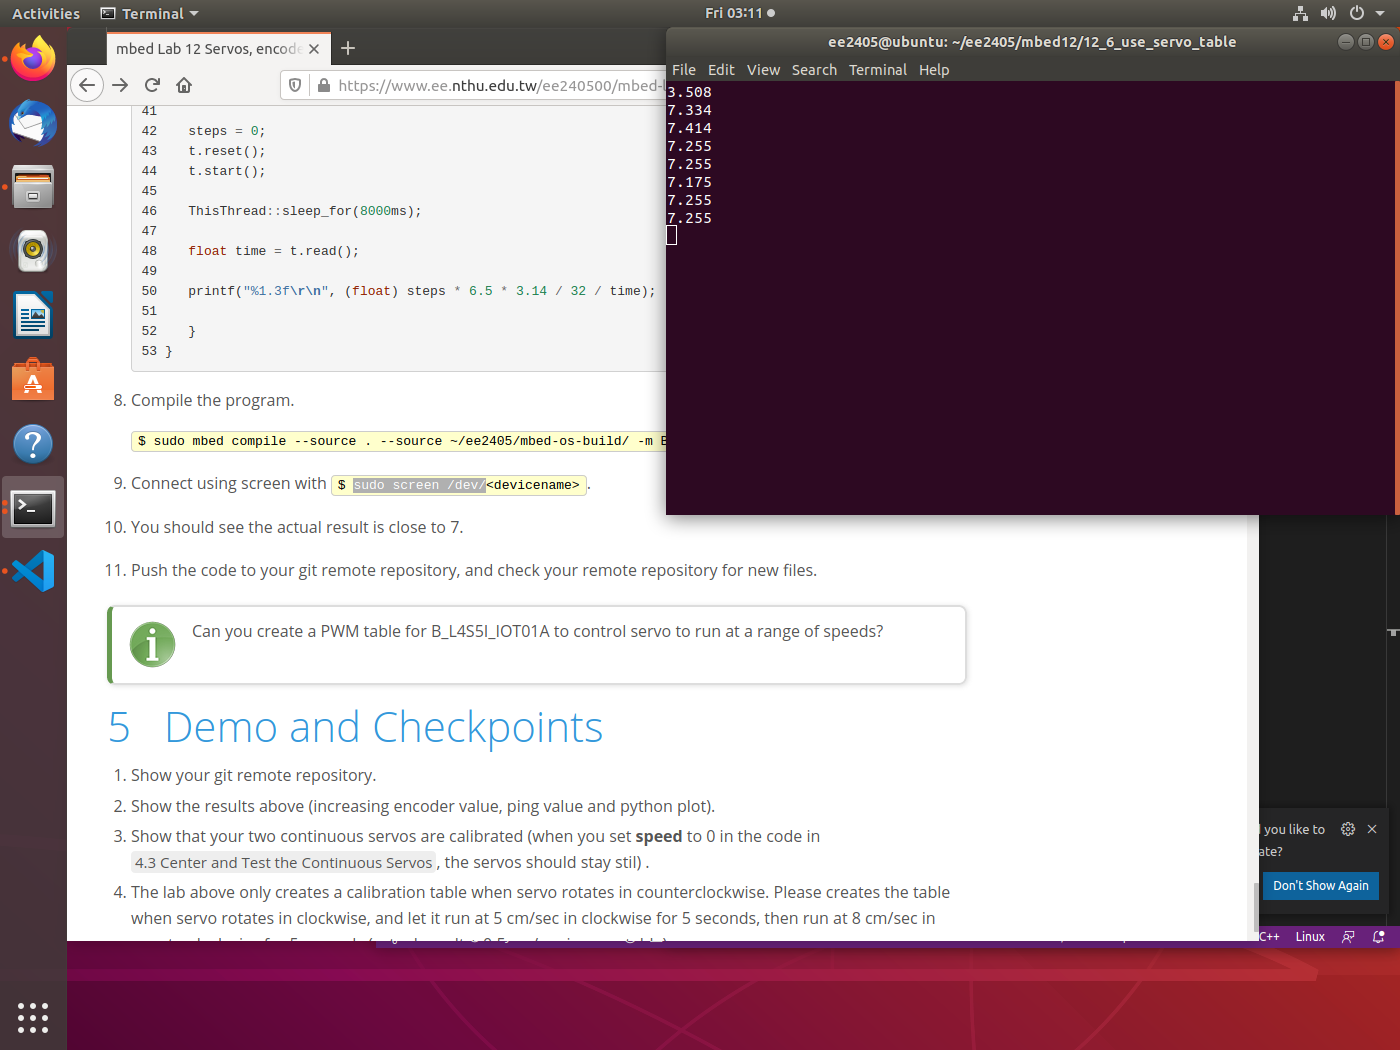 Activities
Terminal
Fri 03:11
mbed Lab 12 Servos, encode
https://www.ee.nthu.edu.tw/ee240500/mbed-l
41
42 steps = 0;
43 t.reset();
44 t.start();
45
46 ThisThread::sleep_for(8000ms);
47
48 float time = t.read();
49
50 printf("%1.3f\r\n", (float) steps * 6.5 * 3.14 / 32 / time);
51
52 }
53 }
8. Compile the program.
$ sudo mbed compile --source . --source ~/ee2405/mbed-os-build/ -m B
9. Connect using screen with $ sudo screen /dev/<devicename>.
10. You should see the actual result is close to 7.
11. Push the code to your git remote repository, and check your remote repository for new files.
Can you create a PWM table for B_L4S5I_IOT01A to control servo to run at a range of speeds?
5 Demo and Checkpoints
1. Show your git remote repository.
2. Show the results above (increasing encoder value, ping value and python plot).
3. Show that your two continuous servos are calibrated (when you set speed to 0 in the code in
4.3 Center and Test the Continuous Servos, the servos should stay stil) .
4. The lab above only creates a calibration table when servo rotates in counterclockwise. Please creates the table
when servo rotates in clockwise, and let it run at 5 cm/sec in clockwise for 5 seconds, then run at 8 cm/sec in
ee2405@ubuntu: ~/ee2405/mbed12/12_6_use_servo_table
File Edit View Search Terminal Help
3.508
7.334
7.414
7.255
7.255
7.175
7.255
7.255
you like to
ate?
Don't Show Again
C++ Linux